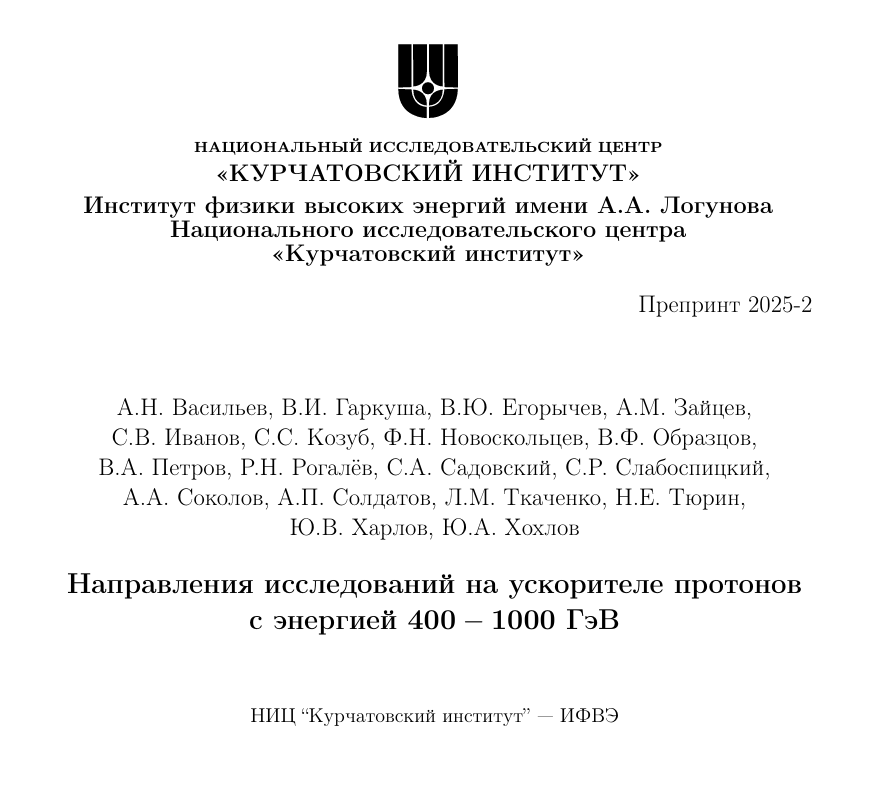 НАЦИОНАЛЬНЫЙ ИССЛЕДОВАТЕЛЬСКИЙ ЦЕНТР
«КУРЧАТОВСКИЙ ИНСТИТУТ»
Институт физики высоких энергий имени А.А. Логунова
Национального исследовательского центра
«Курчатовский институт»
Препринт 2025-2
А.Н. Васильев, В.И. Гаркуша, В.Ю. Егорычев, А.М. Зайцев,
С.В. Иванов, С.С. Козуб, Ф.Н. Новоскольцев, В.Ф. Образцов,
В.А. Петров, Р.Н. Рогалёв, С.А. Садовский, С.Р. Слабоспицкий,
А.А. Соколов, А.П. Солдатов, Л.М. Ткаченко, Н.Е. Тюрин,
Ю.В. Харлов, Ю.А. Хохлов
Направления исследований на ускорителе протонов
с энергией 400 – 1000 ГэВ
НИЦ “Курчатовский институт” — ИФВЭ